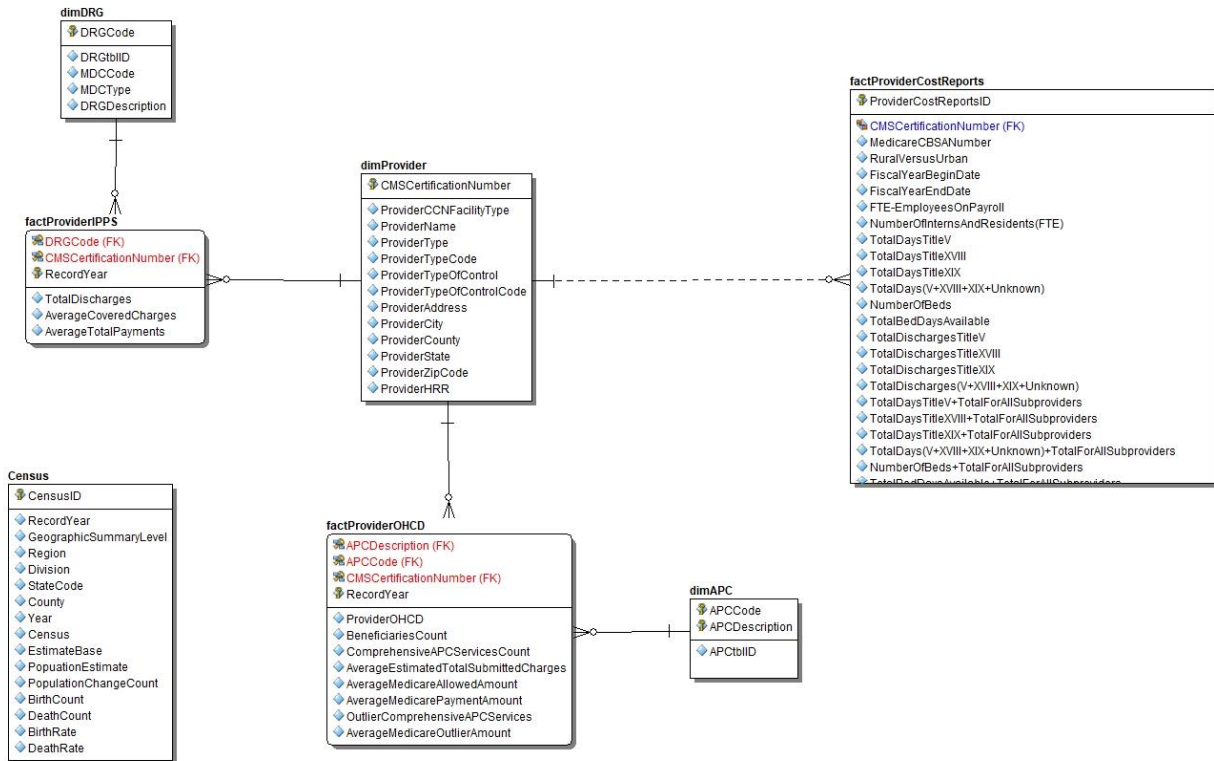 dimDRG
DRGCode
DRGtblID
MDCCode
MDCType
DRGDescription
factProviderIPPS
DRGCode (FK)
CMSCertificationNumber (FK)
RecordYear
TotalDischarges
AverageCoveredCharges
AverageTotalPayments
dimProvider
CMSCertificationNumber
ProviderCCNFacilityType
ProviderName
ProviderType
ProviderTypeCode
ProviderTypeOfControl
ProviderTypeOfControlCode
ProviderAddress
ProviderCity
ProviderCounty
ProviderState
ProviderZipCode
ProviderHRR
factProviderCostReports
ProviderCostReportsID
CMSCertificationNumber (FK)
MedicareCBSANumber
RuralVersusUrban
FiscalYearBeginDate
FiscalYearEndDate
FTE-EmployeesOnPayroll
NumberOfInternsAndResidents(FTE)
TotalDaysTitleV
TotalDaysTitleXVIII
TotalDaysTitleXIX
TotalDays(V+XVIII+XIX+Unknown)
NumberOfBeds
TotalBedDaysAvailable
TotalDischargesTitleV
TotalDischargesTitleXVIII
TotalDischargesTitleXIX
TotalDischarges(V+XVIII+XIX+Unknown)
TotalDaysTitleV+TotalForAllSubproviders
TotalDaysTitleXVIII+TotalForAllSubproviders
TotalDaysTitleXIX+TotalForAllSubproviders
TotalDays(V+XVIII+XIX+Unknown)+TotalForAllSubproviders
NumberOfBeds+TotalForAllSubproviders
TotalBedDaysAvailable+TotalForAllSubproviders
Census
CensusID
RecordYear
GeographicSummaryLevel
Region
Division
StateCode
County
Year
Census
EstimateBase
PopuationEstimate
PopulationChangeCount
BirthCount
DeathCount
BirthRate
DeathRate
factProviderOHCD
APCDescription (FK)
APCCode (FK)
CMSCertificationNumber (FK)
RecordYear
ProviderOHCD
BeneficiariesCount
ComprehensiveAPCServicesCount
AverageEstimatedTotalSubmittedCharges
AverageMedicareAllowedAmount
AverageMedicarePaymentAmount
OutlierComprehensiveAPCServices
AverageMedicareOutlierAmount
dimAPC
APCCode
APCDescription
APCtblID